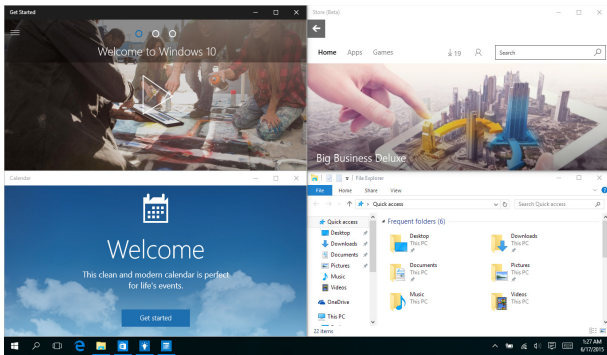 Get Started
Welcome to Windows 10
Store (Beta)
Home Apps Games
19
Search
Big Business Deluxe
Calendar
Welcome
This clean and modern calendar is perfect
for life's events.
Get started
File Explorer
File Home Share View
Quick access
Search Quick access
Quick access
Desktop
Downloads
Documents
Pictures
Music
Videos
OneDrive
This PC
Frequent folders (6)
Desktop
This PC
Downloads
This PC
Documents
This PC
Pictures
This PC
Music
This PC
Videos
This PC
22 items
5:27 AM
6/17/2015